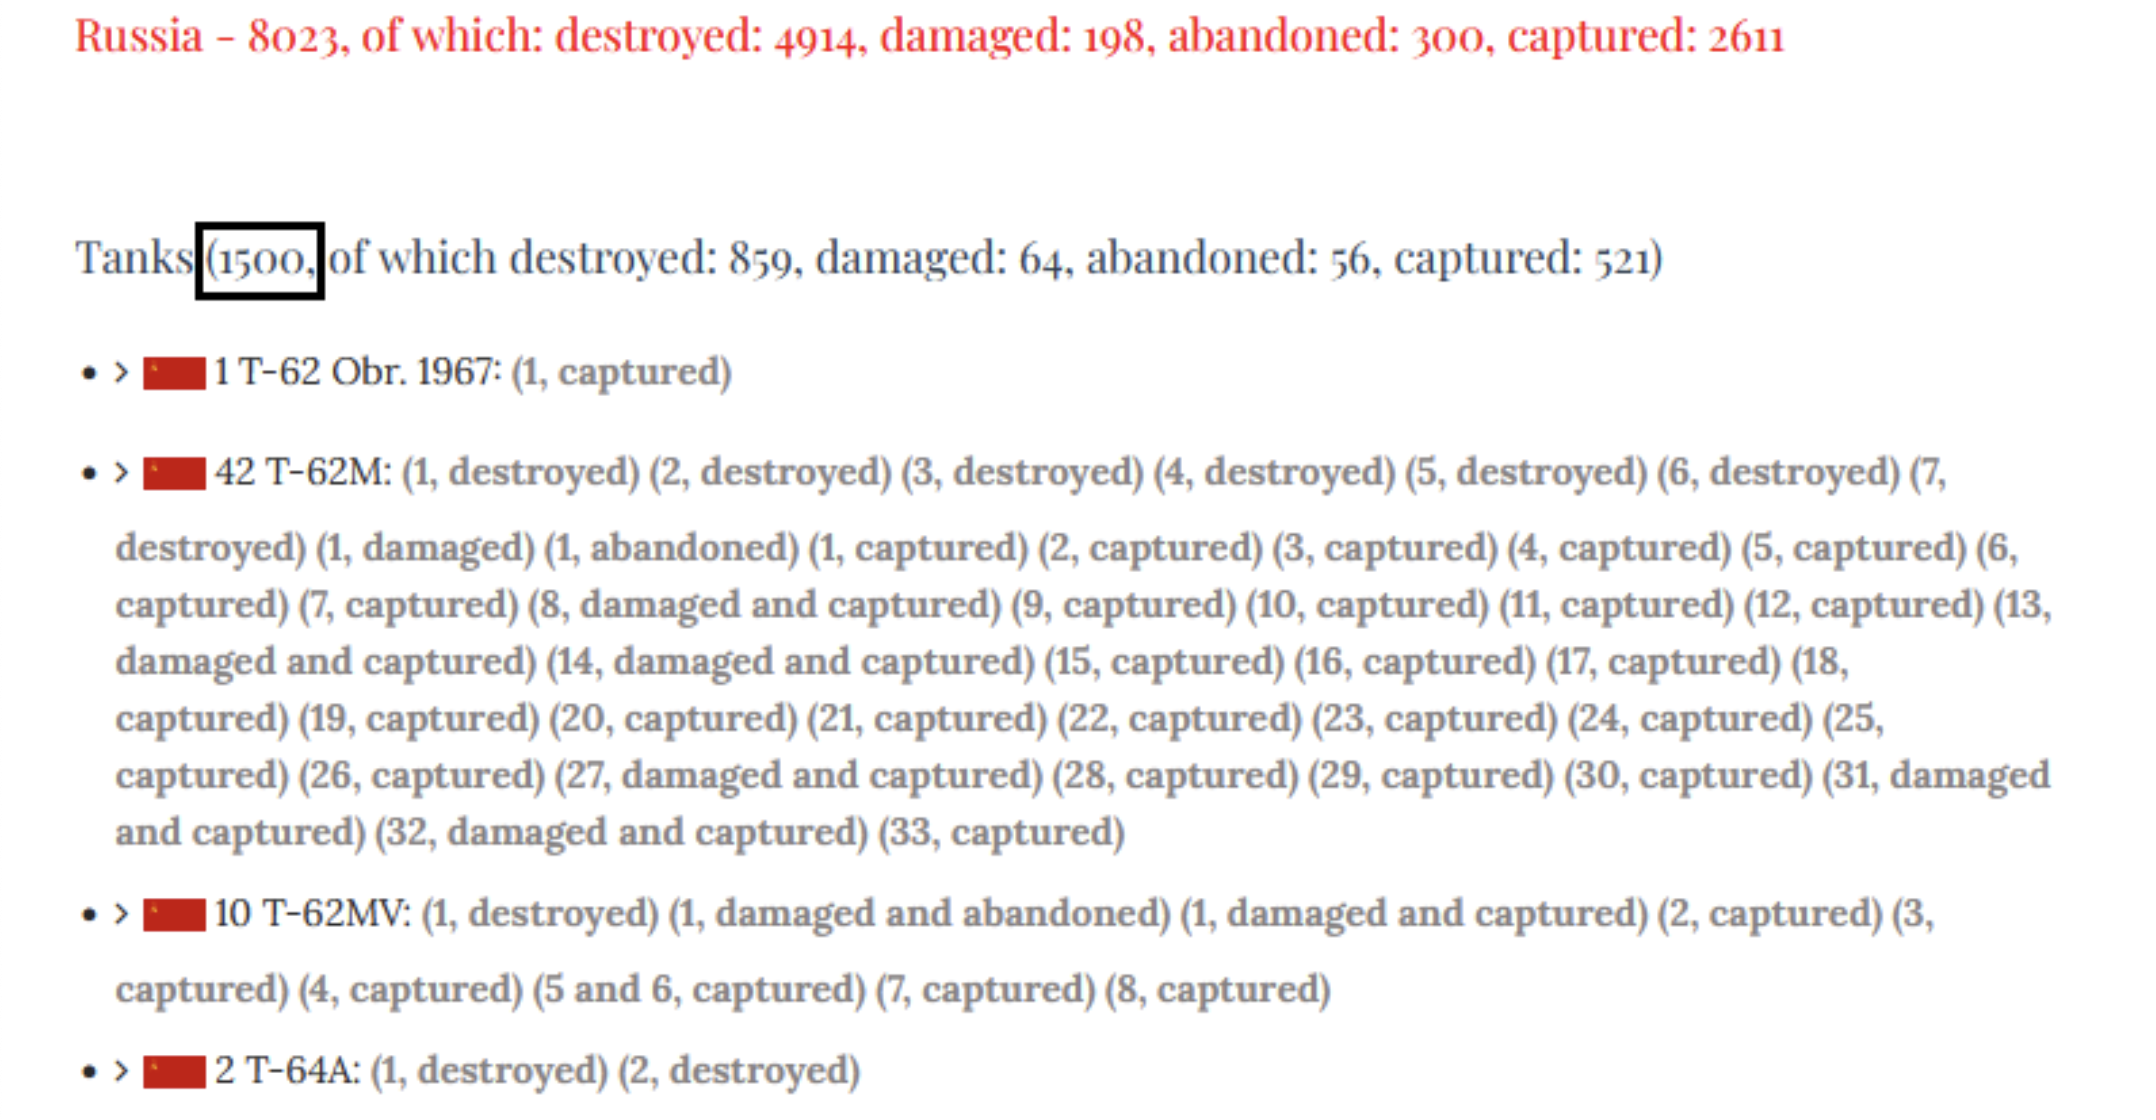 Russia - 8023, of which: destroyed: 4914, damaged: 198, abandoned: 300, captured: 2611
Tanks (1500, of which destroyed: 859, damaged: 64, abandoned: 56, captured: 521)
• > 1 T-62 Obr. 1967: (1, captured)
• > 42 T-62M: (1, destroyed) (2, destroyed) (3, destroyed) (4, destroyed) (5, destroyed) (6, destroyed) (7,
destroyed) (1, damaged) (1, abandoned) (1, captured) (2, captured) (3, captured) (4, captured) (5, captured) (6,
captured) (7, captured) (8, damaged and captured) (9, captured) (10, captured) (11, captured) (12, captured) (13,
damaged and captured) (14, damaged and captured) (15, captured) (16, captured) (17, captured) (18,
captured) (19, captured) (20, captured) (21, captured) (22, captured) (23, captured) (24, captured) (25,
captured) (26, captured) (27, damaged and captured) (28, captured) (29, captured) (30, captured) (31, damaged
and captured) (32, damaged and captured) (33, captured)
• > 10 T-62MV: (1, destroyed) (1, damaged and abandoned) (1, damaged and captured) (2, captured) (3,
captured) (4, captured) (5 and 6, captured) (7, captured) (8, captured)
• > 2 T-64A: (1, destroyed) (2, destroyed)